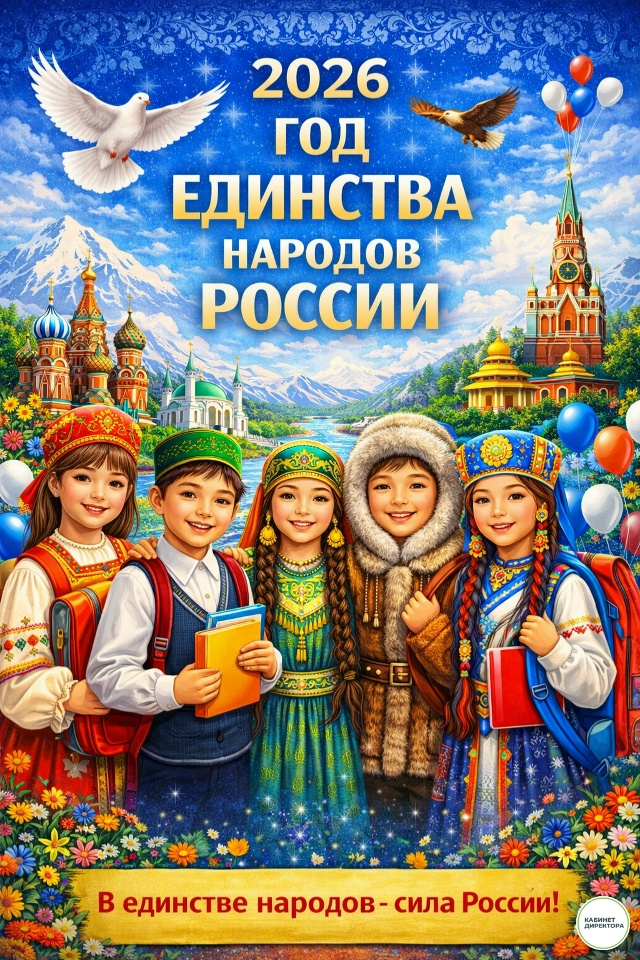 2026
ГОД
ЕДИНСТВА
НАРОДОВ
РОССИИ
В единстве народов - сила России!
КАБИНЕТ
ДИРЕКТОРА